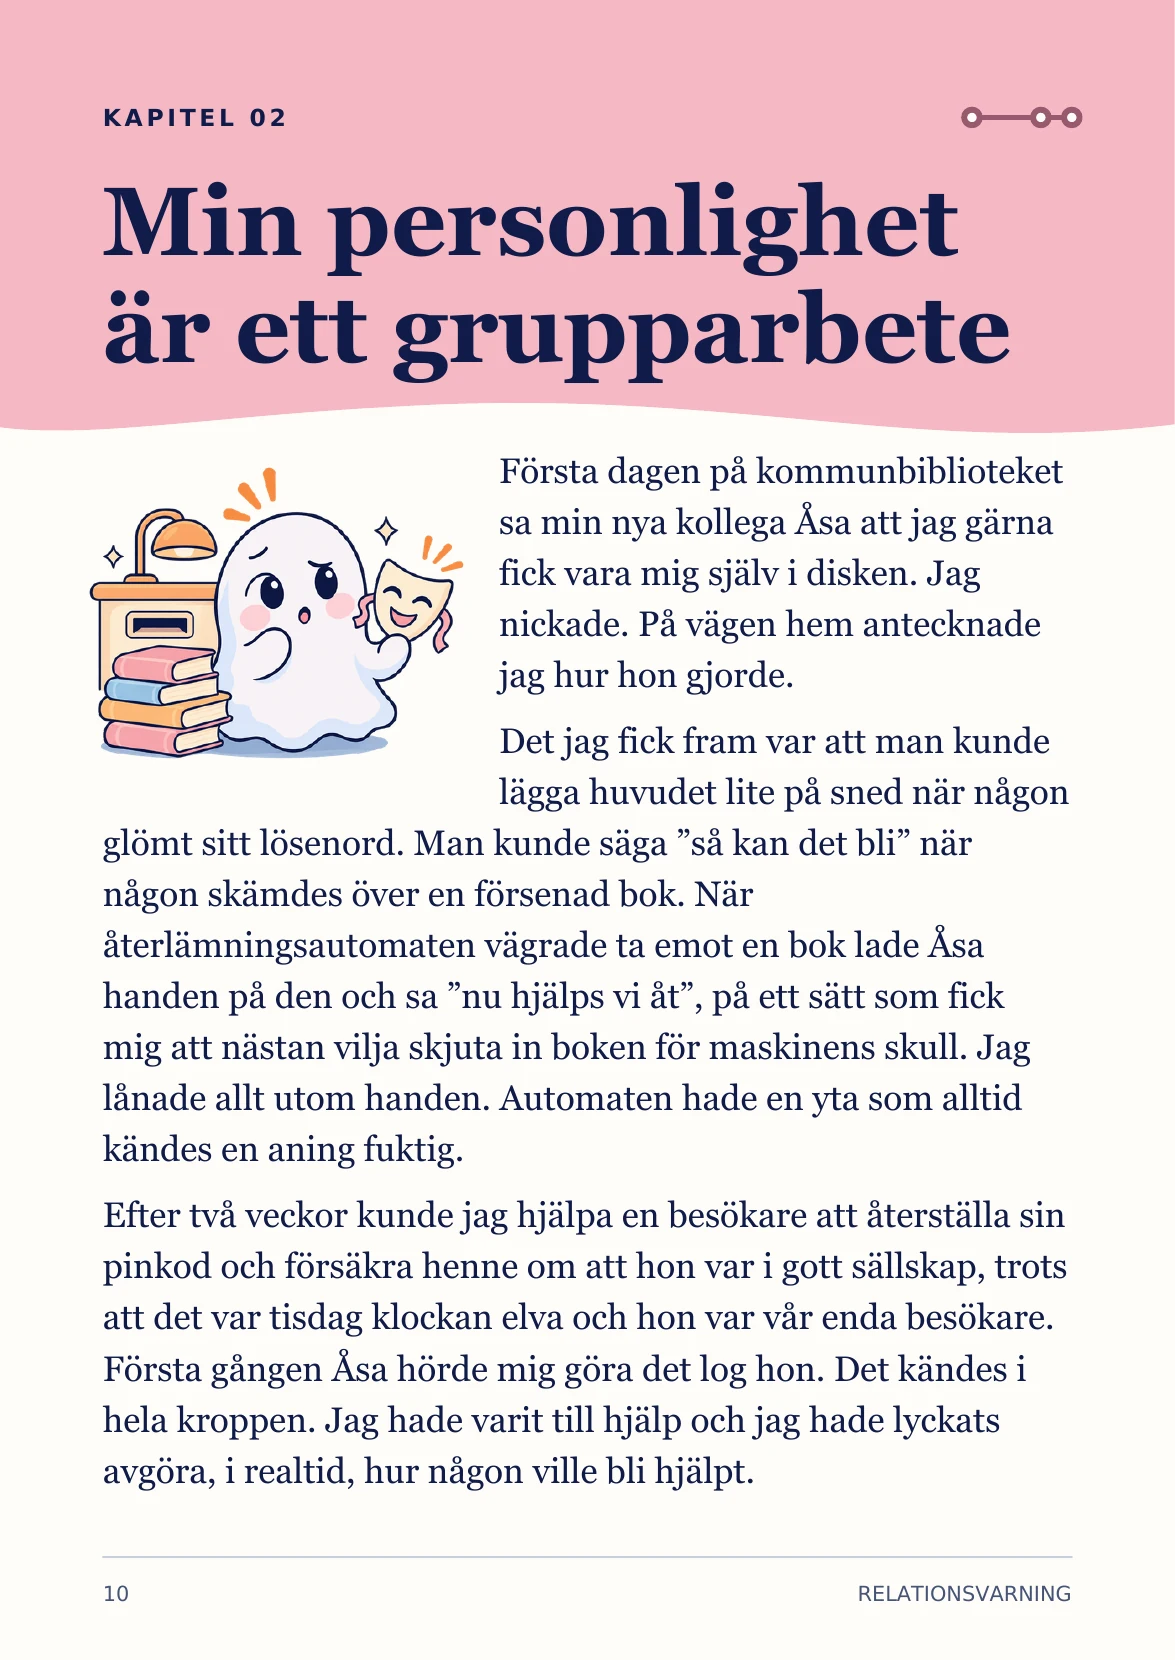 KAPITEL 02
Min personlighet
är ett grupparbete
Första dagen på kommunbiblioteket
sa min nya kollega Åsa att jag gärna
fick vara mig själv i disken. Jag
nickade. På vägen hem antecknade
jag hur hon gjorde.
Det jag fick fram var att man kunde
lägga huvudet lite på sned när någon
glömt sitt lösenord. Man kunde säga ”så kan det bli” när
någon skämdes över en försenad bok. När
återlämningsautomaten vägrade ta emot en bok lade Åsa
handen på den och sa ”nu hjälps vi åt”, på ett sätt som fick
mig att nästan vilja skjuta in boken för maskinens skull. Jag
lånade allt utom handen. Automaten hade en yta som alltid
kändes en aning fuktig.
Efter två veckor kunde jag hjälpa en besökare att återställa sin
pinkod och försäkra henne om att hon var i gott sällskap, trots
att det var tisdag klockan elva och hon var vår enda besökare.
Första gången Åsa hörde mig göra det log hon. Det kändes i
hela kroppen. Jag hade varit till hjälp och jag hade lyckats
avgöra, i realtid, hur någon ville bli hjälpt.
10
RELATIONSVARNING